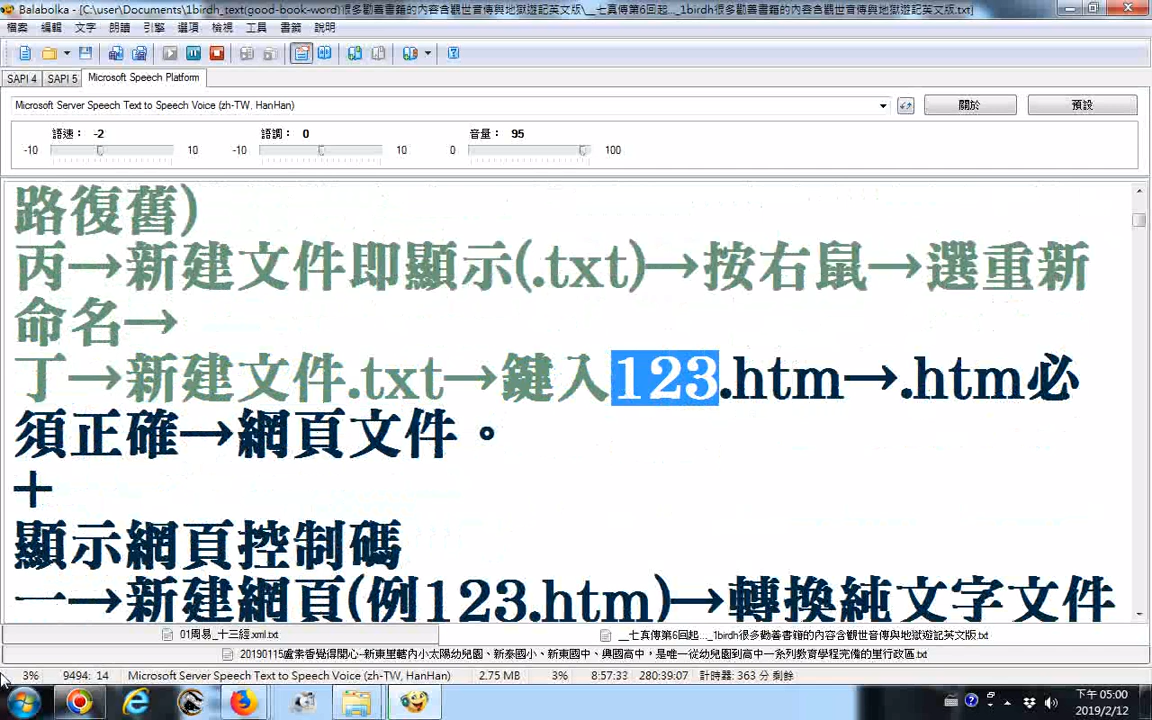 Balabolka - [C:\user\Documents\1birdh_text(good-book-word)很多勸善書籍的內容含觀世音傳與地獄遊記英文版\__七真傳第6回起..._1birdh很多勸善書籍的內容含觀世音傳與地獄遊記英文版.txt]
檔案 編輯 文字 朗讀 引擎 選項 檢視 工具 書籤 說明
SAPI 4 SAPI 5 Microsoft Speech Platform
Microsoft Server Speech Text to Speech Voice (zh-TW, HanHan) 關於 預設
語速： -2 語調： 0 音量： 95
-10 10 -10 10 0 100
路復舊)
丙→新建文件即顯示(.txt)→按右鼠→選重新
命名→
丁→新建文件.txt→鍵入123.htm→.htm必
須正確→網頁文件。
＋
顯示網頁控制碼
一→新建網頁(例123.htm)→轉換純文字文件
01周易_十三經.xml.txt __七真傳第6回起..._1birdh很多勸善書籍的內容含觀世音傳與地獄遊記英文版.txt
20190115盧素香覺得開心-新東里轄內小太陽幼兒園、新泰國小、新東國中、興國高中，是唯一從幼兒園到高中一系列教育學程完備的里行政區.txt
3% 9494: 14 Microsoft Server Speech Text to Speech Voice (zh-TW, HanHan) 2.75 MB 3% 8:57:33 280:39:07 計時器: 363 分 剩餘
下午 05:00
2019/2/12